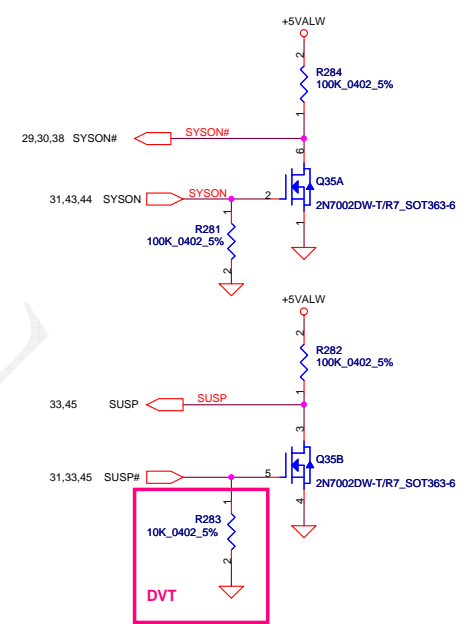 +5VALW
2
R284
100K_0402_5%
1
29,30,38 SYSON# SYSON#
6
Q35A
31,43,44 SYSON SYSON 2
2N7002DW-T/R7_SOT363-6
1
1
R281
100K_0402_5%
2
+5VALW
2
R282
100K_0402_5%
1
33,45 SUSP SUSP
3
Q35B
31,33,45 SUSP# 5
2N7002DW-T/R7_SOT363-6
4
1
R283
10K_0402_5%
2
DVT